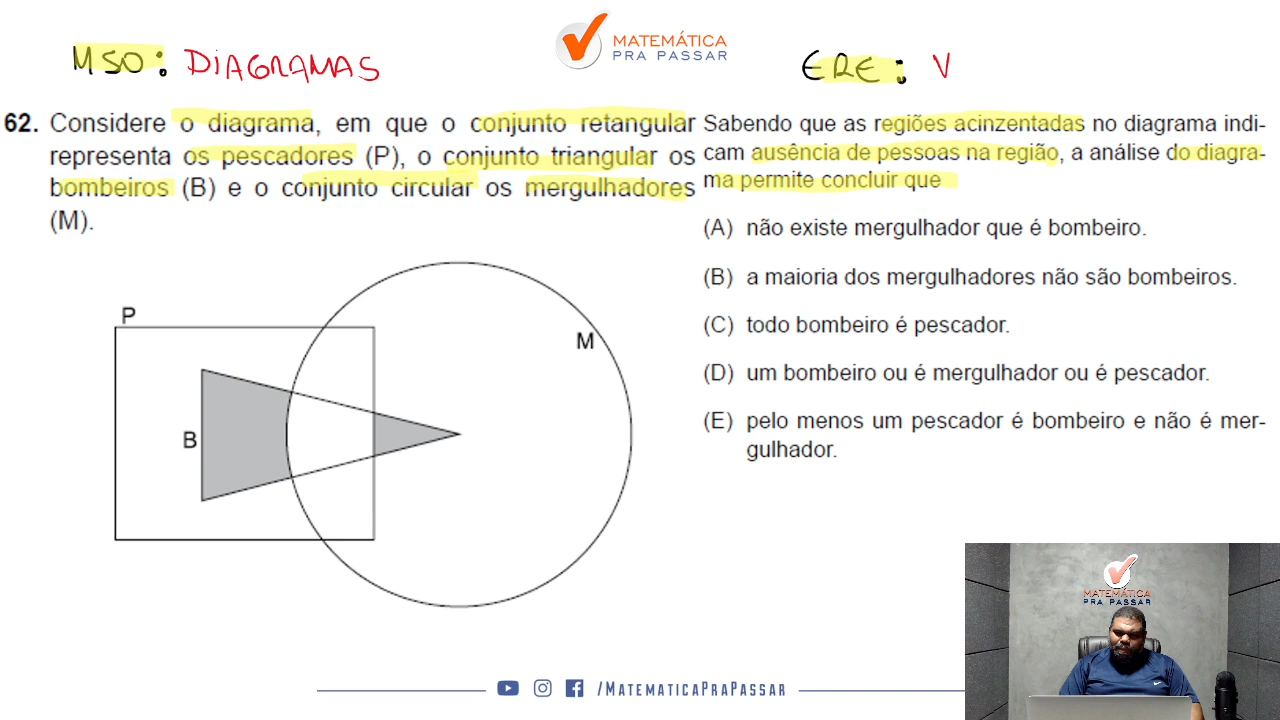 MATEMÁTICA
PRA PASSAR
MSO: DIAGRAMAS
ERE: V
62. Considere o diagrama, em que o conjunto retangular
representa os pescadores (P), o conjunto triangular os
bombeiros (B) e o conjunto circular os mergulhadores
(M).
P
M
B
Sabendo que as regiões acinzentadas no diagrama indi-
cam ausência de pessoas na região, a análise do diagra-
ma permite concluir que
(A) não existe mergulhador que é bombeiro.
(B) a maioria dos mergulhadores não são bombeiros.
(C) todo bombeiro é pescador.
(D) um bombeiro ou é mergulhador ou é pescador.
(E) pelo menos um pescador é bombeiro e não é mer-
gulhador.
MATEMÁTICA
PRA PASSAR
/MATEMATICAPRAPASSAR